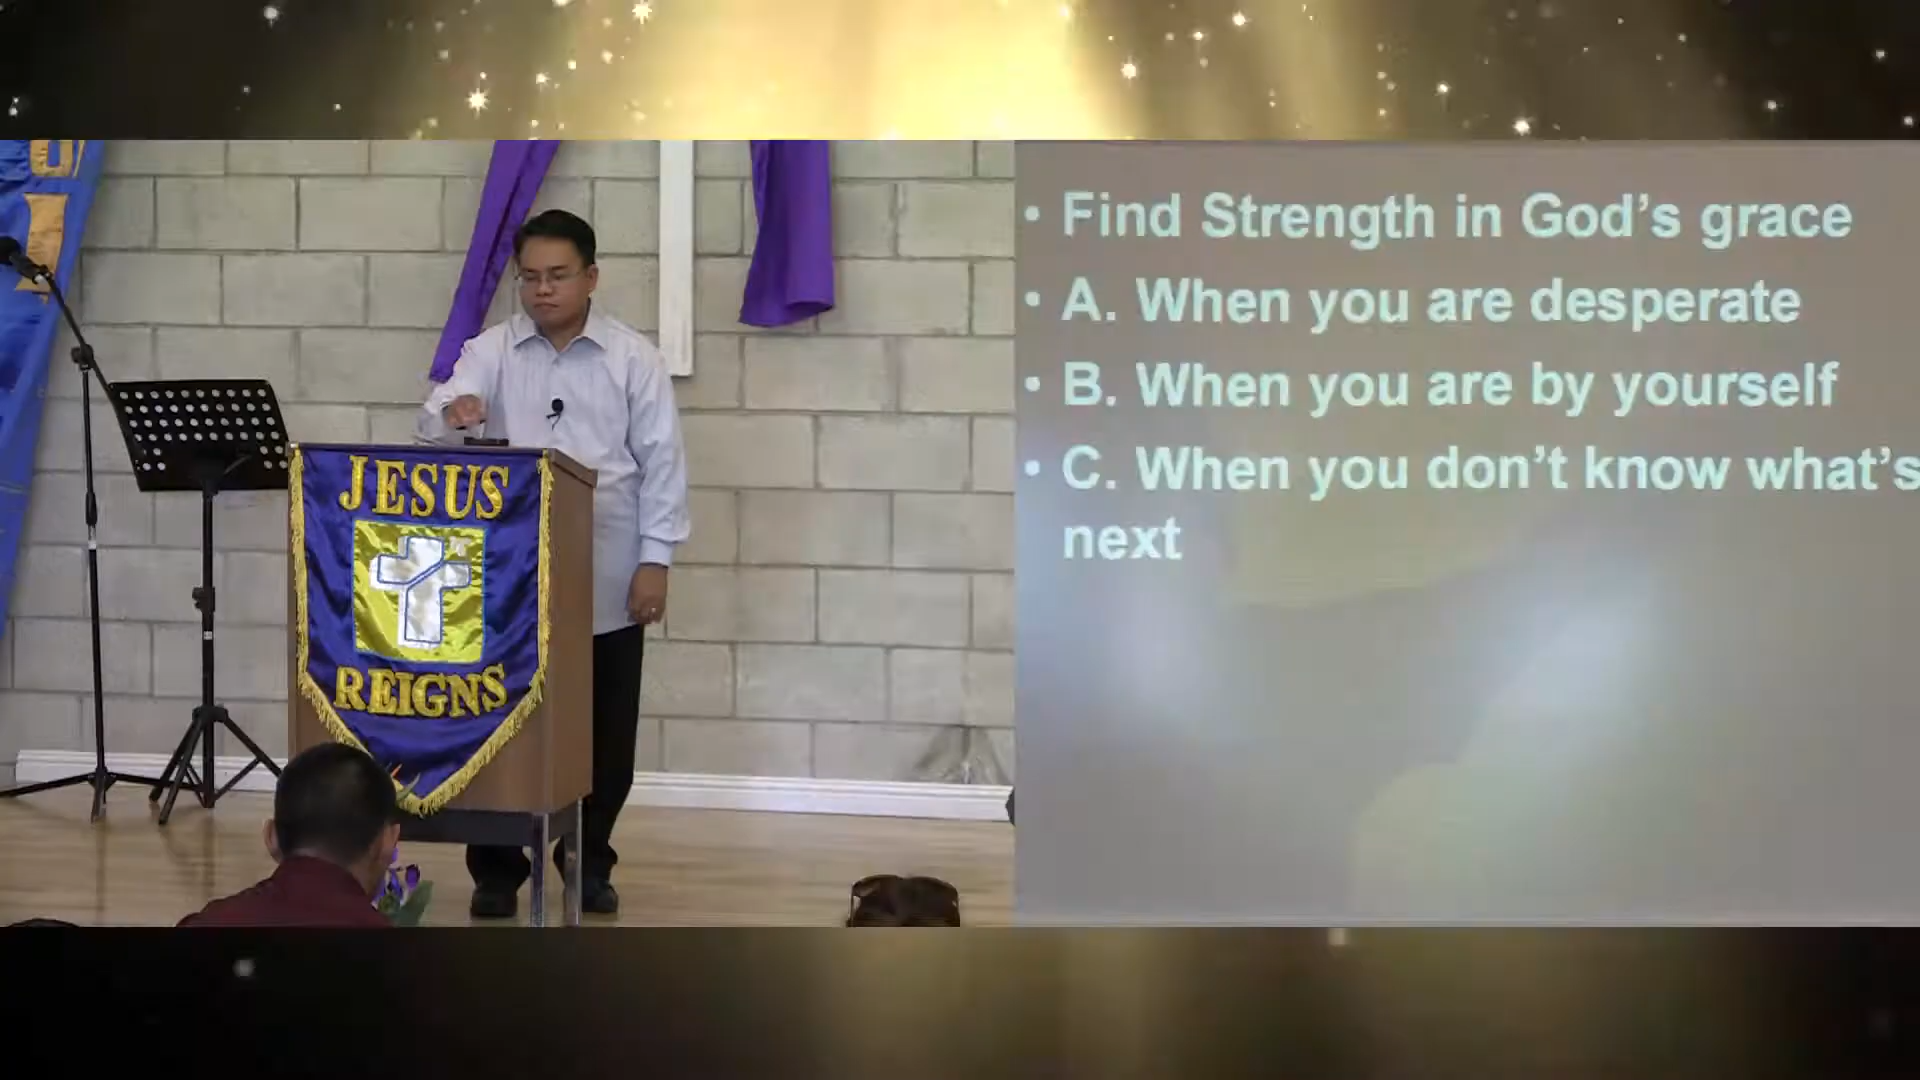 JESUS
REIGNS
• Find Strength in God’s grace
• A. When you are desperate
• B. When you are by yourself
• C. When you don’t know what’s
next